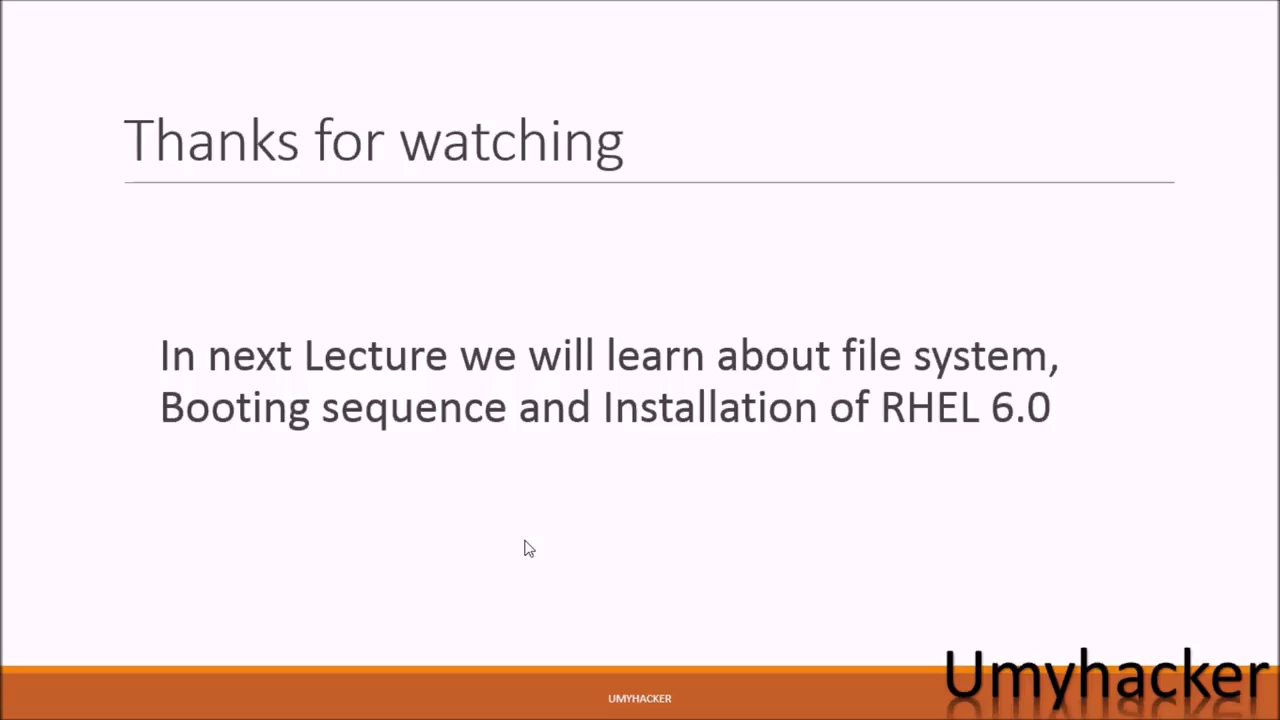 Thanks for watching
In next Lecture we will learn about file system,
Booting sequence and Installation of RHEL 6.0
UMYHACKER
Umyhacker